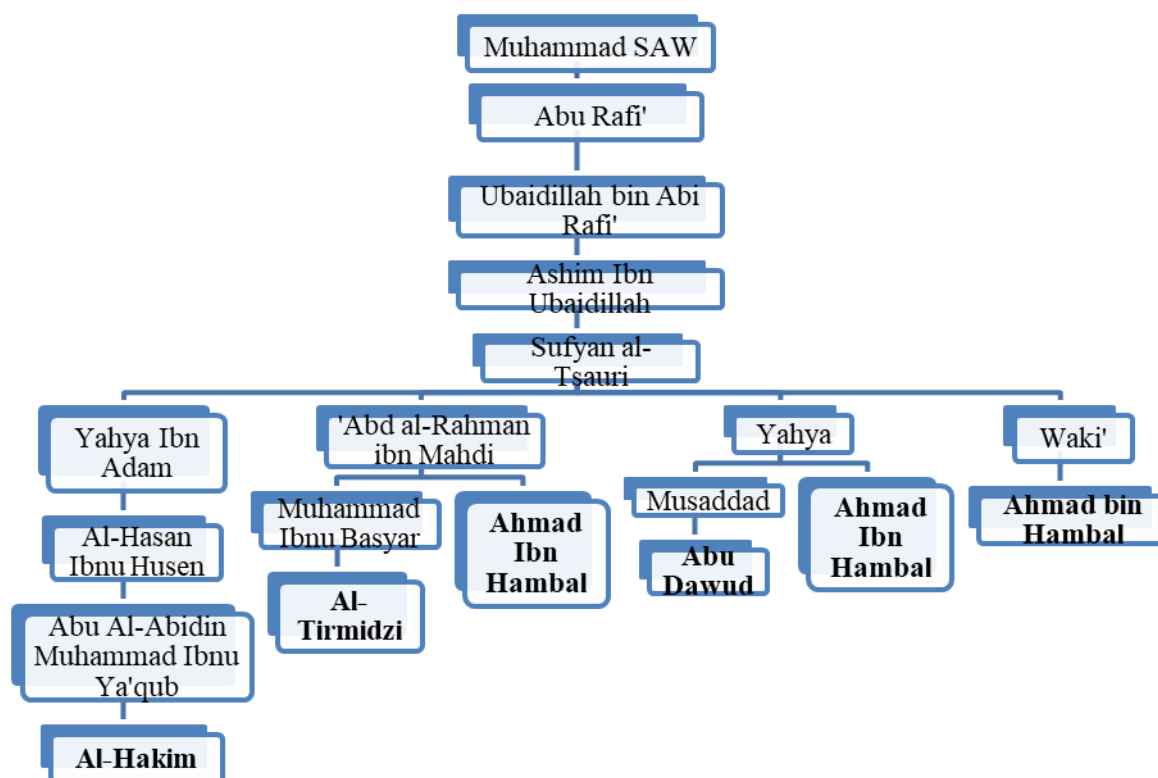 Muhammad SAW
Abu Rafi'
Ubaidillah bin Abi
Rafi'
Ashim Ibn
Ubaidillah
Sufyan al-
Tsauri
Yahya Ibn
Adam
'Abd al-Rahman
ibn Mahdi
Yahya
Waki'
Al-Hasan
Ibnu Husen
Muhammad
Ibnu Basyar
Ahmad
Ibn
Hambal
Musaddad
Ahmad
Ibn
Hambal
Ahmad bin
Hambal
Abu Al-Abidin
Muhammad Ibnu
Ya'qub
Al-
Tirmidzi
Abu
Dawud
Al-Hakim